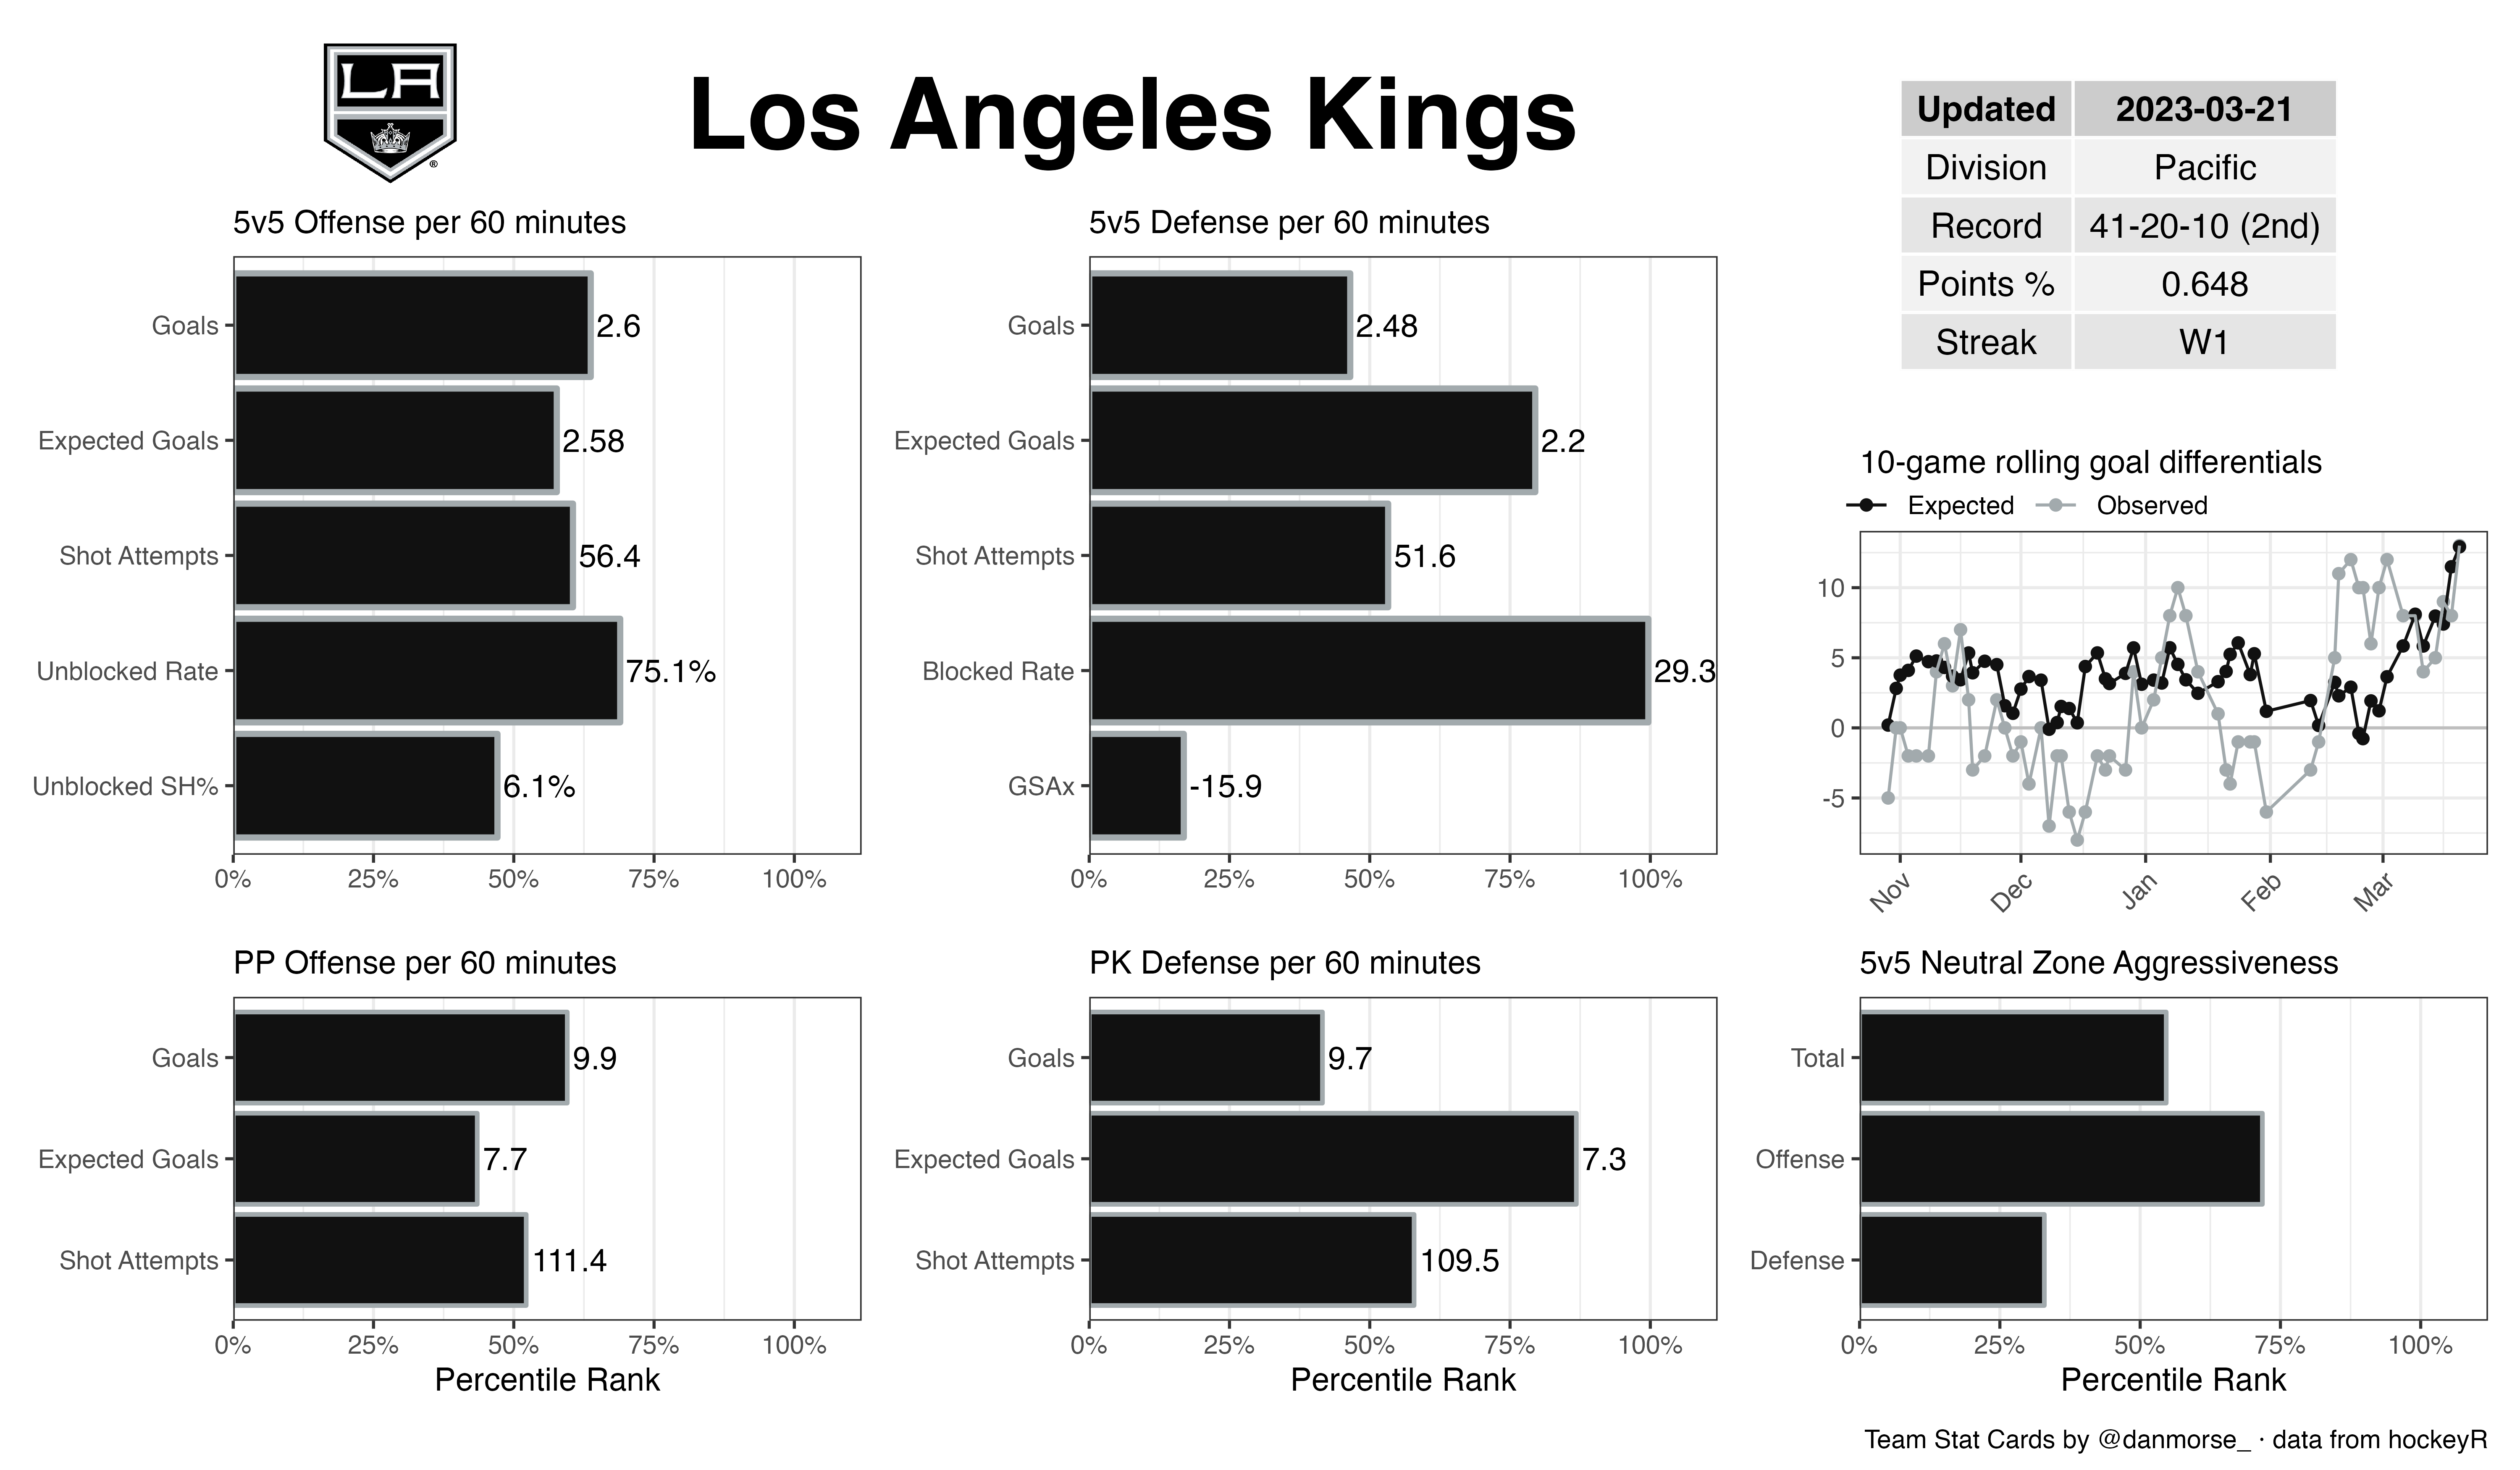 LA
®
Los Angeles Kings
Updated 2023-03-21
Division Pacific
Record 41-20-10 (2nd)
Points % 0.648
Streak W1
5v5 Offense per 60 minutes
Goals 2.6
Expected Goals 2.58
Shot Attempts 56.4
Unblocked Rate 75.1%
Unblocked SH% 6.1%
0% 25% 50% 75% 100%
5v5 Defense per 60 minutes
Goals 2.48
Expected Goals 2.2
Shot Attempts 51.6
Blocked Rate 29.3
GSAx -15.9
0% 25% 50% 75% 100%
10-game rolling goal differentials
Expected Observed
10
5
0
-5
Nov Dec Jan Feb Mar
PP Offense per 60 minutes
Goals 9.9
Expected Goals 7.7
Shot Attempts 111.4
0% 25% 50% 75% 100%
Percentile Rank
PK Defense per 60 minutes
Goals 9.7
Expected Goals 7.3
Shot Attempts 109.5
0% 25% 50% 75% 100%
Percentile Rank
5v5 Neutral Zone Aggressiveness
Total
Offense
Defense
0% 25% 50% 75% 100%
Percentile Rank
Team Stat Cards by @danmorse_ · data from hockeyR